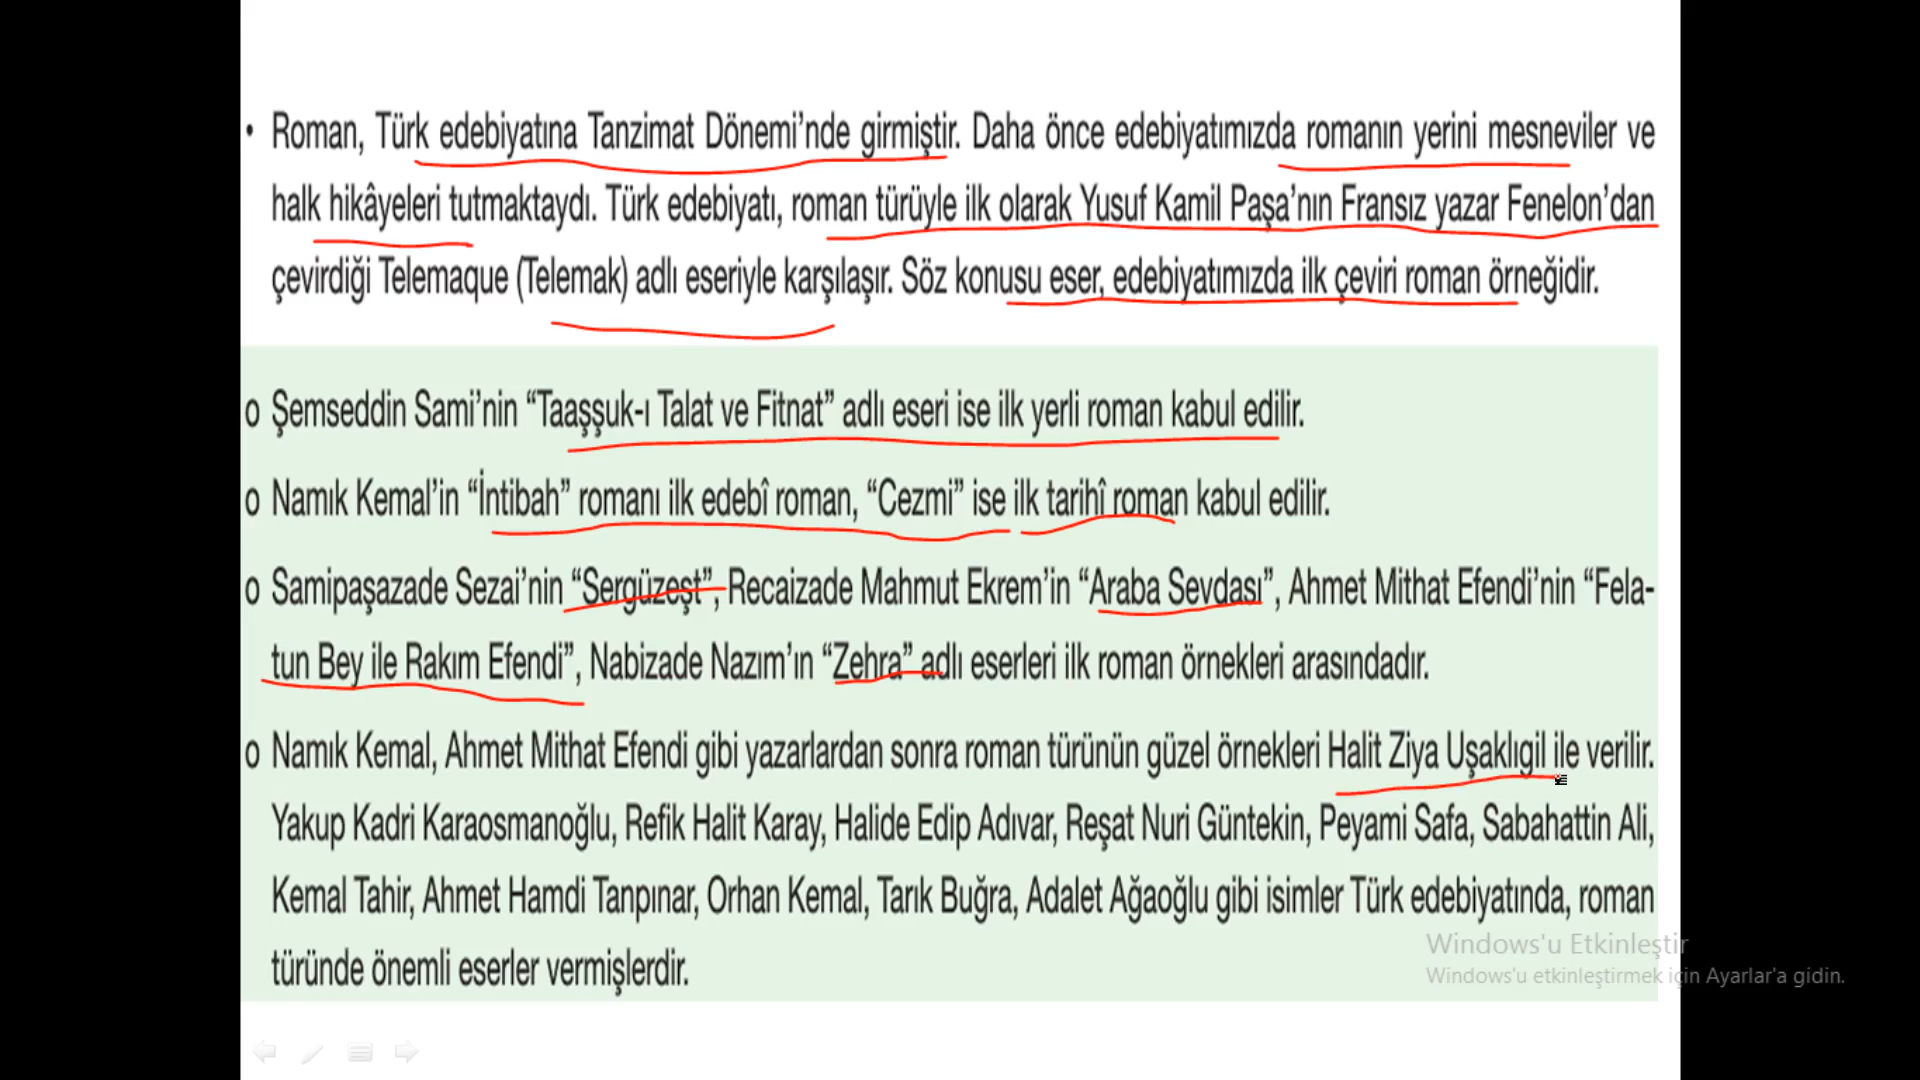 • Roman, Türk edebiyatına Tanzimat Dönemi’nde girmiştir. Daha önce edebiyatımızda romanın yerini mesneviler ve
halk hikâyeleri tutmaktaydı. Türk edebiyatı, roman türüyle ilk olarak Yusuf Kamil Paşa’nın Fransız yazar Fenelon’dan
çevirdiği Telemaque (Telemak) adlı eseriyle karşılaşır. Söz konusu eser, edebiyatımızda ilk çeviri roman örneğidir.
o Şemseddin Sami’nin “Taaşşuk-ı Talat ve Fitnat” adlı eseri ise ilk yerli roman kabul edilir.
o Namık Kemal’in “İntibah” romanı ilk edebî roman, “Cezmi” ise ilk tarihî roman kabul edilir.
o Samipaşazade Sezai’nin “Sergüzeşt”, Recaizade Mahmut Ekrem’in “Araba Sevdası”, Ahmet Mithat Efendi’nin “Fela-
tun Bey ile Rakım Efendi”, Nabizade Nazım’ın “Zehra” adlı eserleri ilk roman örnekleri arasındadır.
o Namık Kemal, Ahmet Mithat Efendi gibi yazarlardan sonra roman türünün güzel örnekleri Halit Ziya Uşaklıgil ile verilir.
Yakup Kadri Karaosmanoğlu, Refik Halit Karay, Halide Edip Adıvar, Reşat Nuri Güntekin, Peyami Safa, Sabahattin Ali,
Kemal Tahir, Ahmet Hamdi Tanpınar, Orhan Kemal, Tarık Buğra, Adalet Ağaoğlu gibi isimler Türk edebiyatında, roman
türünde önemli eserler vermişlerdir.
Windows'u Etkinleştir
Windows'u etkinleştirmek için Ayarlar'a gidin.